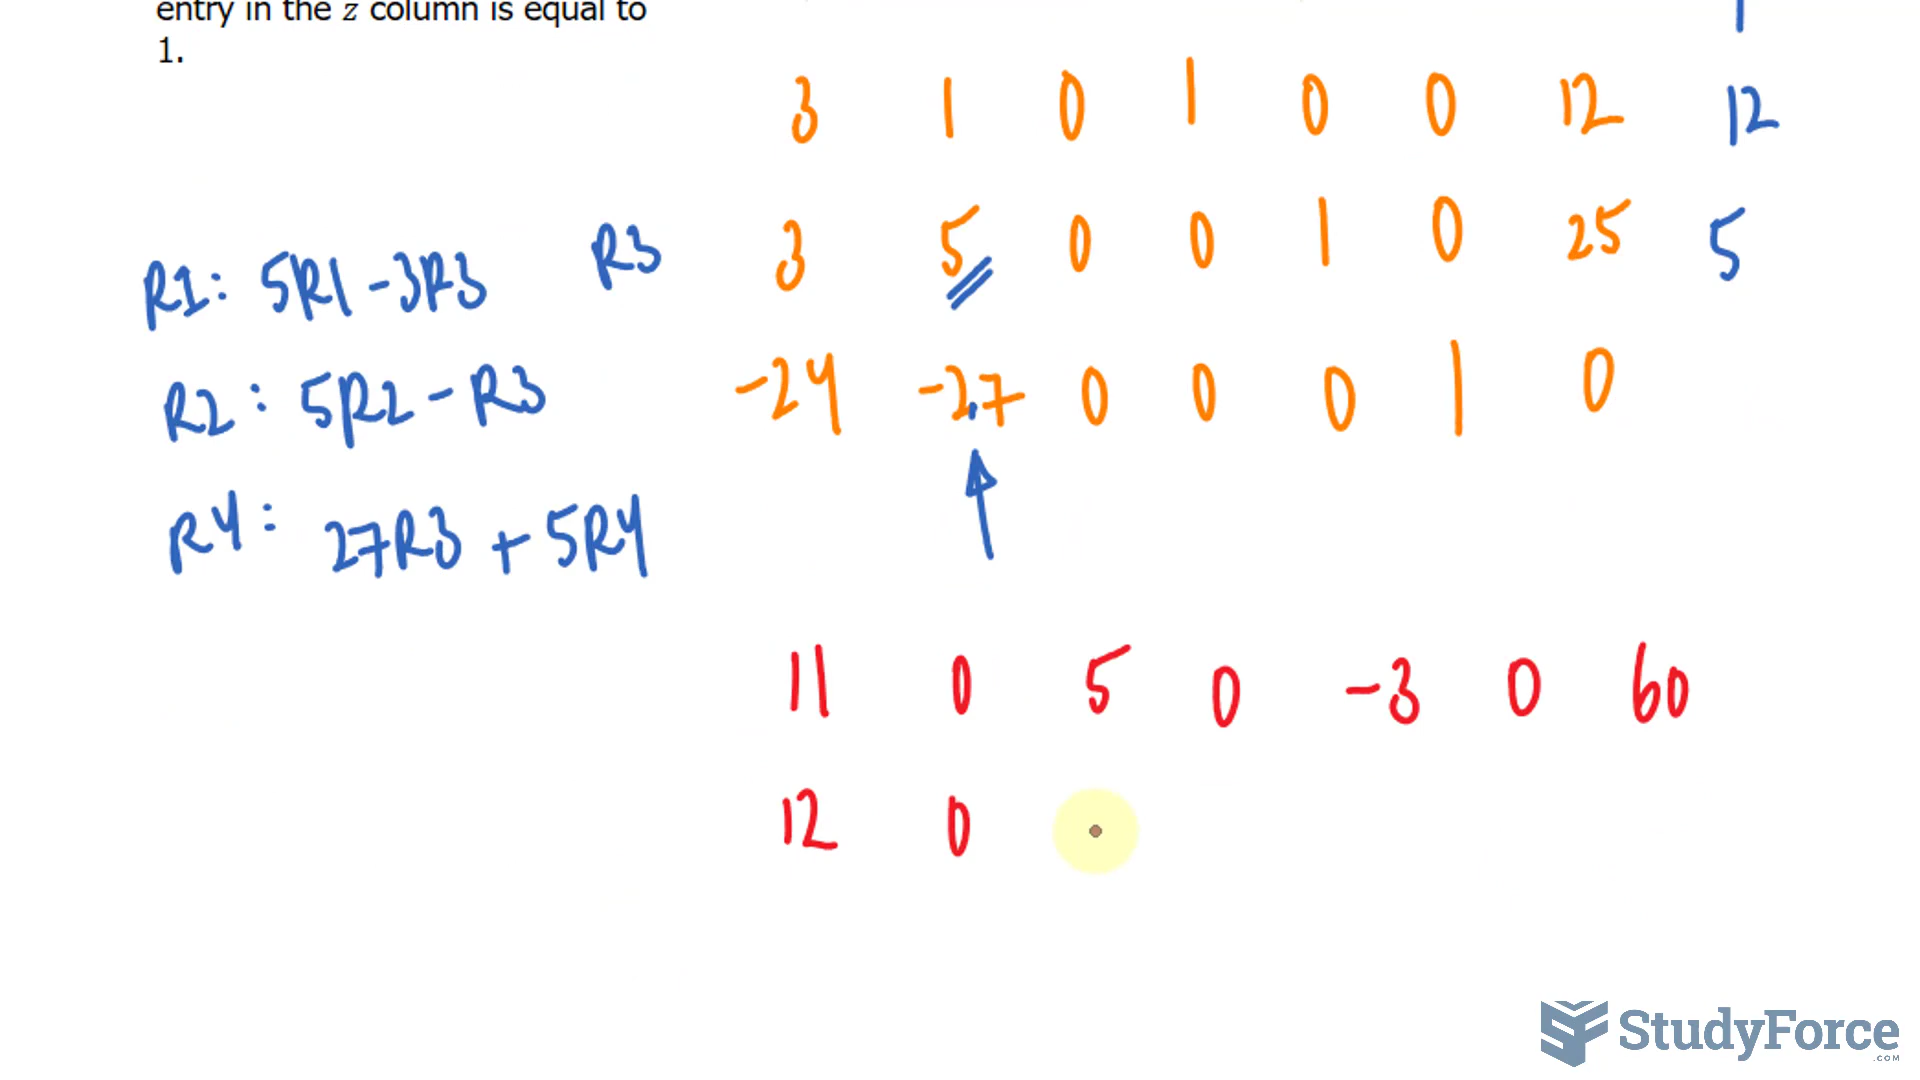 entry in the z column is equal to
1.
3 1 0 1 0 0 12 12
R3 3 5 0 0 1 0 25 5
R1: 5R1 - 3R3
-24 -27 0 0 0 1 0
R2: 5R2 - R3
R4: 27R3 + 5R4
11 0 5 0 -3 0 60
12 0
StudyForce
.COM